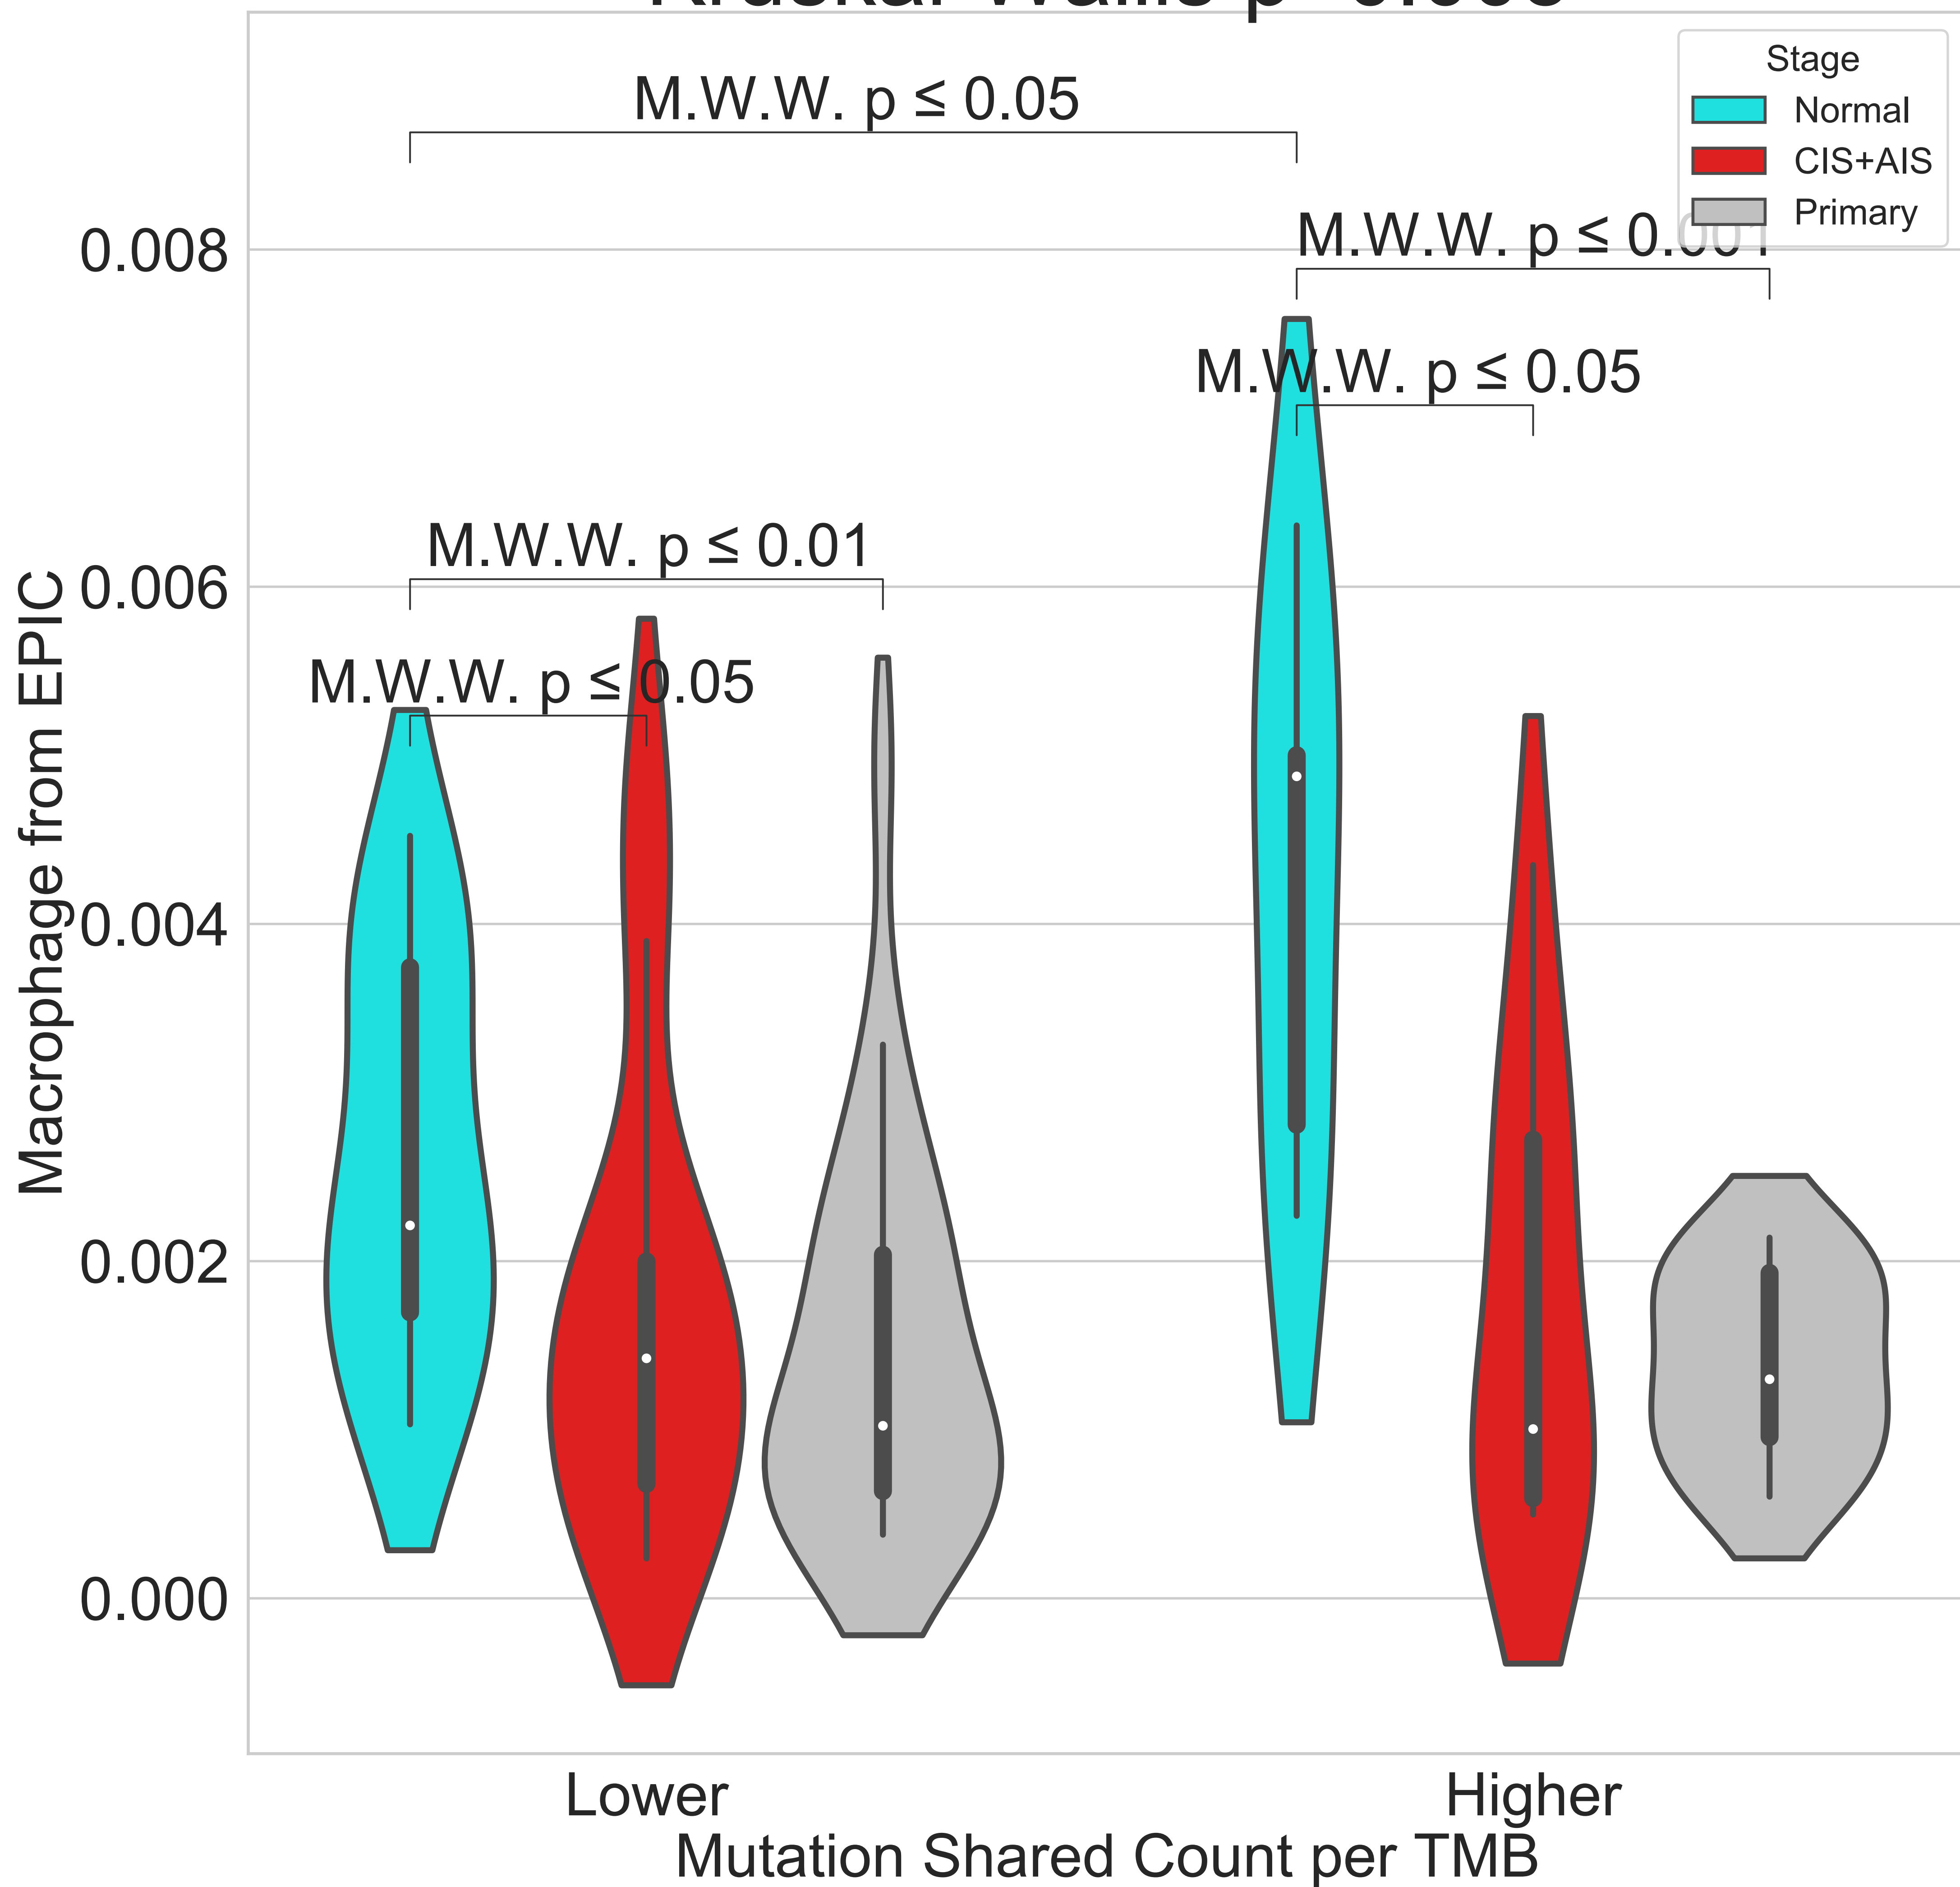 M.W.W. p ≤ 0.05
Stage
Normal
CIS+AIS
Primary
M.W.W. p ≤ 0.001
M.W.W. p ≤ 0.05
M.W.W. p ≤ 0.01
M.W.W. p ≤ 0.05
0.008
0.006
0.004
0.002
0.000
Macrophage from EPIC
Lower
Higher
Mutation Shared Count per TMB